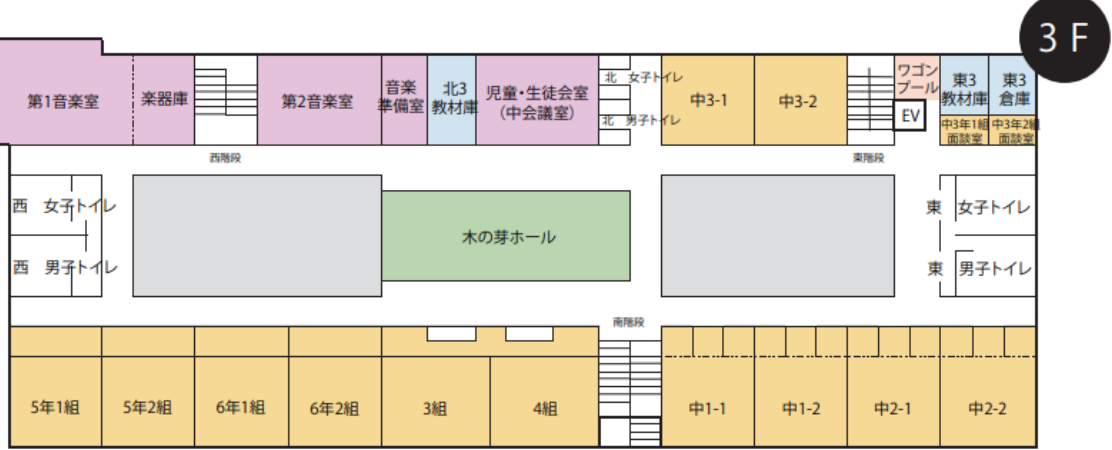 3 F
第1音楽室
楽器庫
第2音楽室
音楽
準備室
北3
教材庫
児童・生徒会室
(中会議室)
北 女子トイレ
北 男子トイレ
中3-1
中3-2
ワゴン
プール
EV
東3
教材庫
東3
倉庫
中3年1組
面談室
中3年2組
面談室
西階段
東階段
西 女子トイレ
西 男子トイレ
木の芽ホール
東 女子トイレ
東 男子トイレ
南階段
5年1組
5年2組
6年1組
6年2組
3組
4組
中1-1
中1-2
中2-1
中2-2